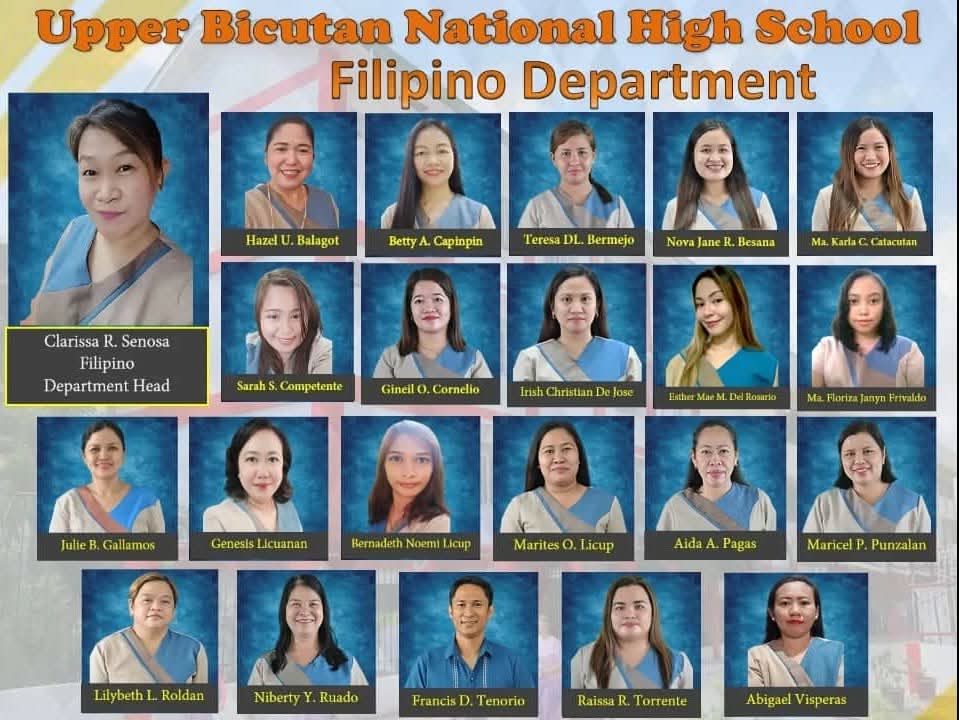 Upper Bicutan National High School
Filipino Department
Clarissa R. Senosa
Filipino
Department Head
Hazel U. Balagot
Betty A. Capinpin
Teresa DL. Bermejo
Nova Jane R. Besana
Ma. Karla C. Catacutan
Sarah S. Competente
Gineil O. Cornelio
Irish Christian De Jose
Esther Mae M. Del Rosario
Ma. Floriza Janyn Frivaldo
Julie B. Gallamos
Genesis Licuanan
Bernadeth Noemi Licup
Marites O. Licup
Aida A. Pagas
Maricel P. Punzalan
Lilybeth L. Roldan
Niberty Y. Ruado
Francis D. Tenorio
Raissa R. Torrente
Abigael Visperas